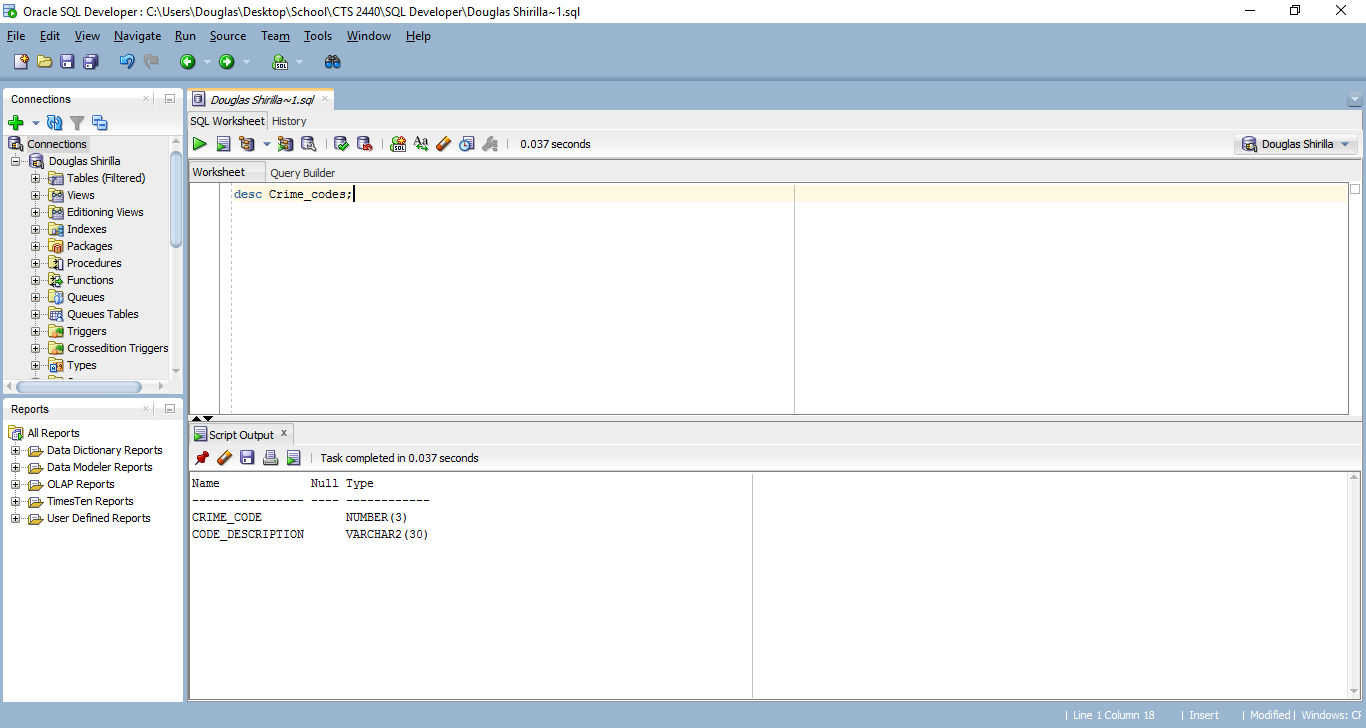 Oracle SQL Developer : C:\Users\Douglas\Desktop\School\CTS 2440\SQL Developer\Douglas Shirilla~1.sql
File Edit View Navigate Run Source Team Tools Window Help
Connections
Connections
Douglas Shirilla
Tables (Filtered)
Views
Editioning Views
Indexes
Packages
Procedures
Functions
Queues
Queues Tables
Triggers
Crossedition Triggers
Types
Reports
All Reports
Data Dictionary Reports
Data Modeler Reports
OLAP Reports
TimesTen Reports
User Defined Reports
Douglas Shirilla~1.sql
SQL Worksheet History
0.037 seconds
Douglas Shirilla
Worksheet Query Builder
desc Crime_codes;
Script Output
Task completed in 0.037 seconds
Name Null Type
---------------- ---- ------------
CRIME_CODE NUMBER(3)
CODE_DESCRIPTION VARCHAR2(30)
| Line 1 Column 18 | Insert | Modified | Windows: